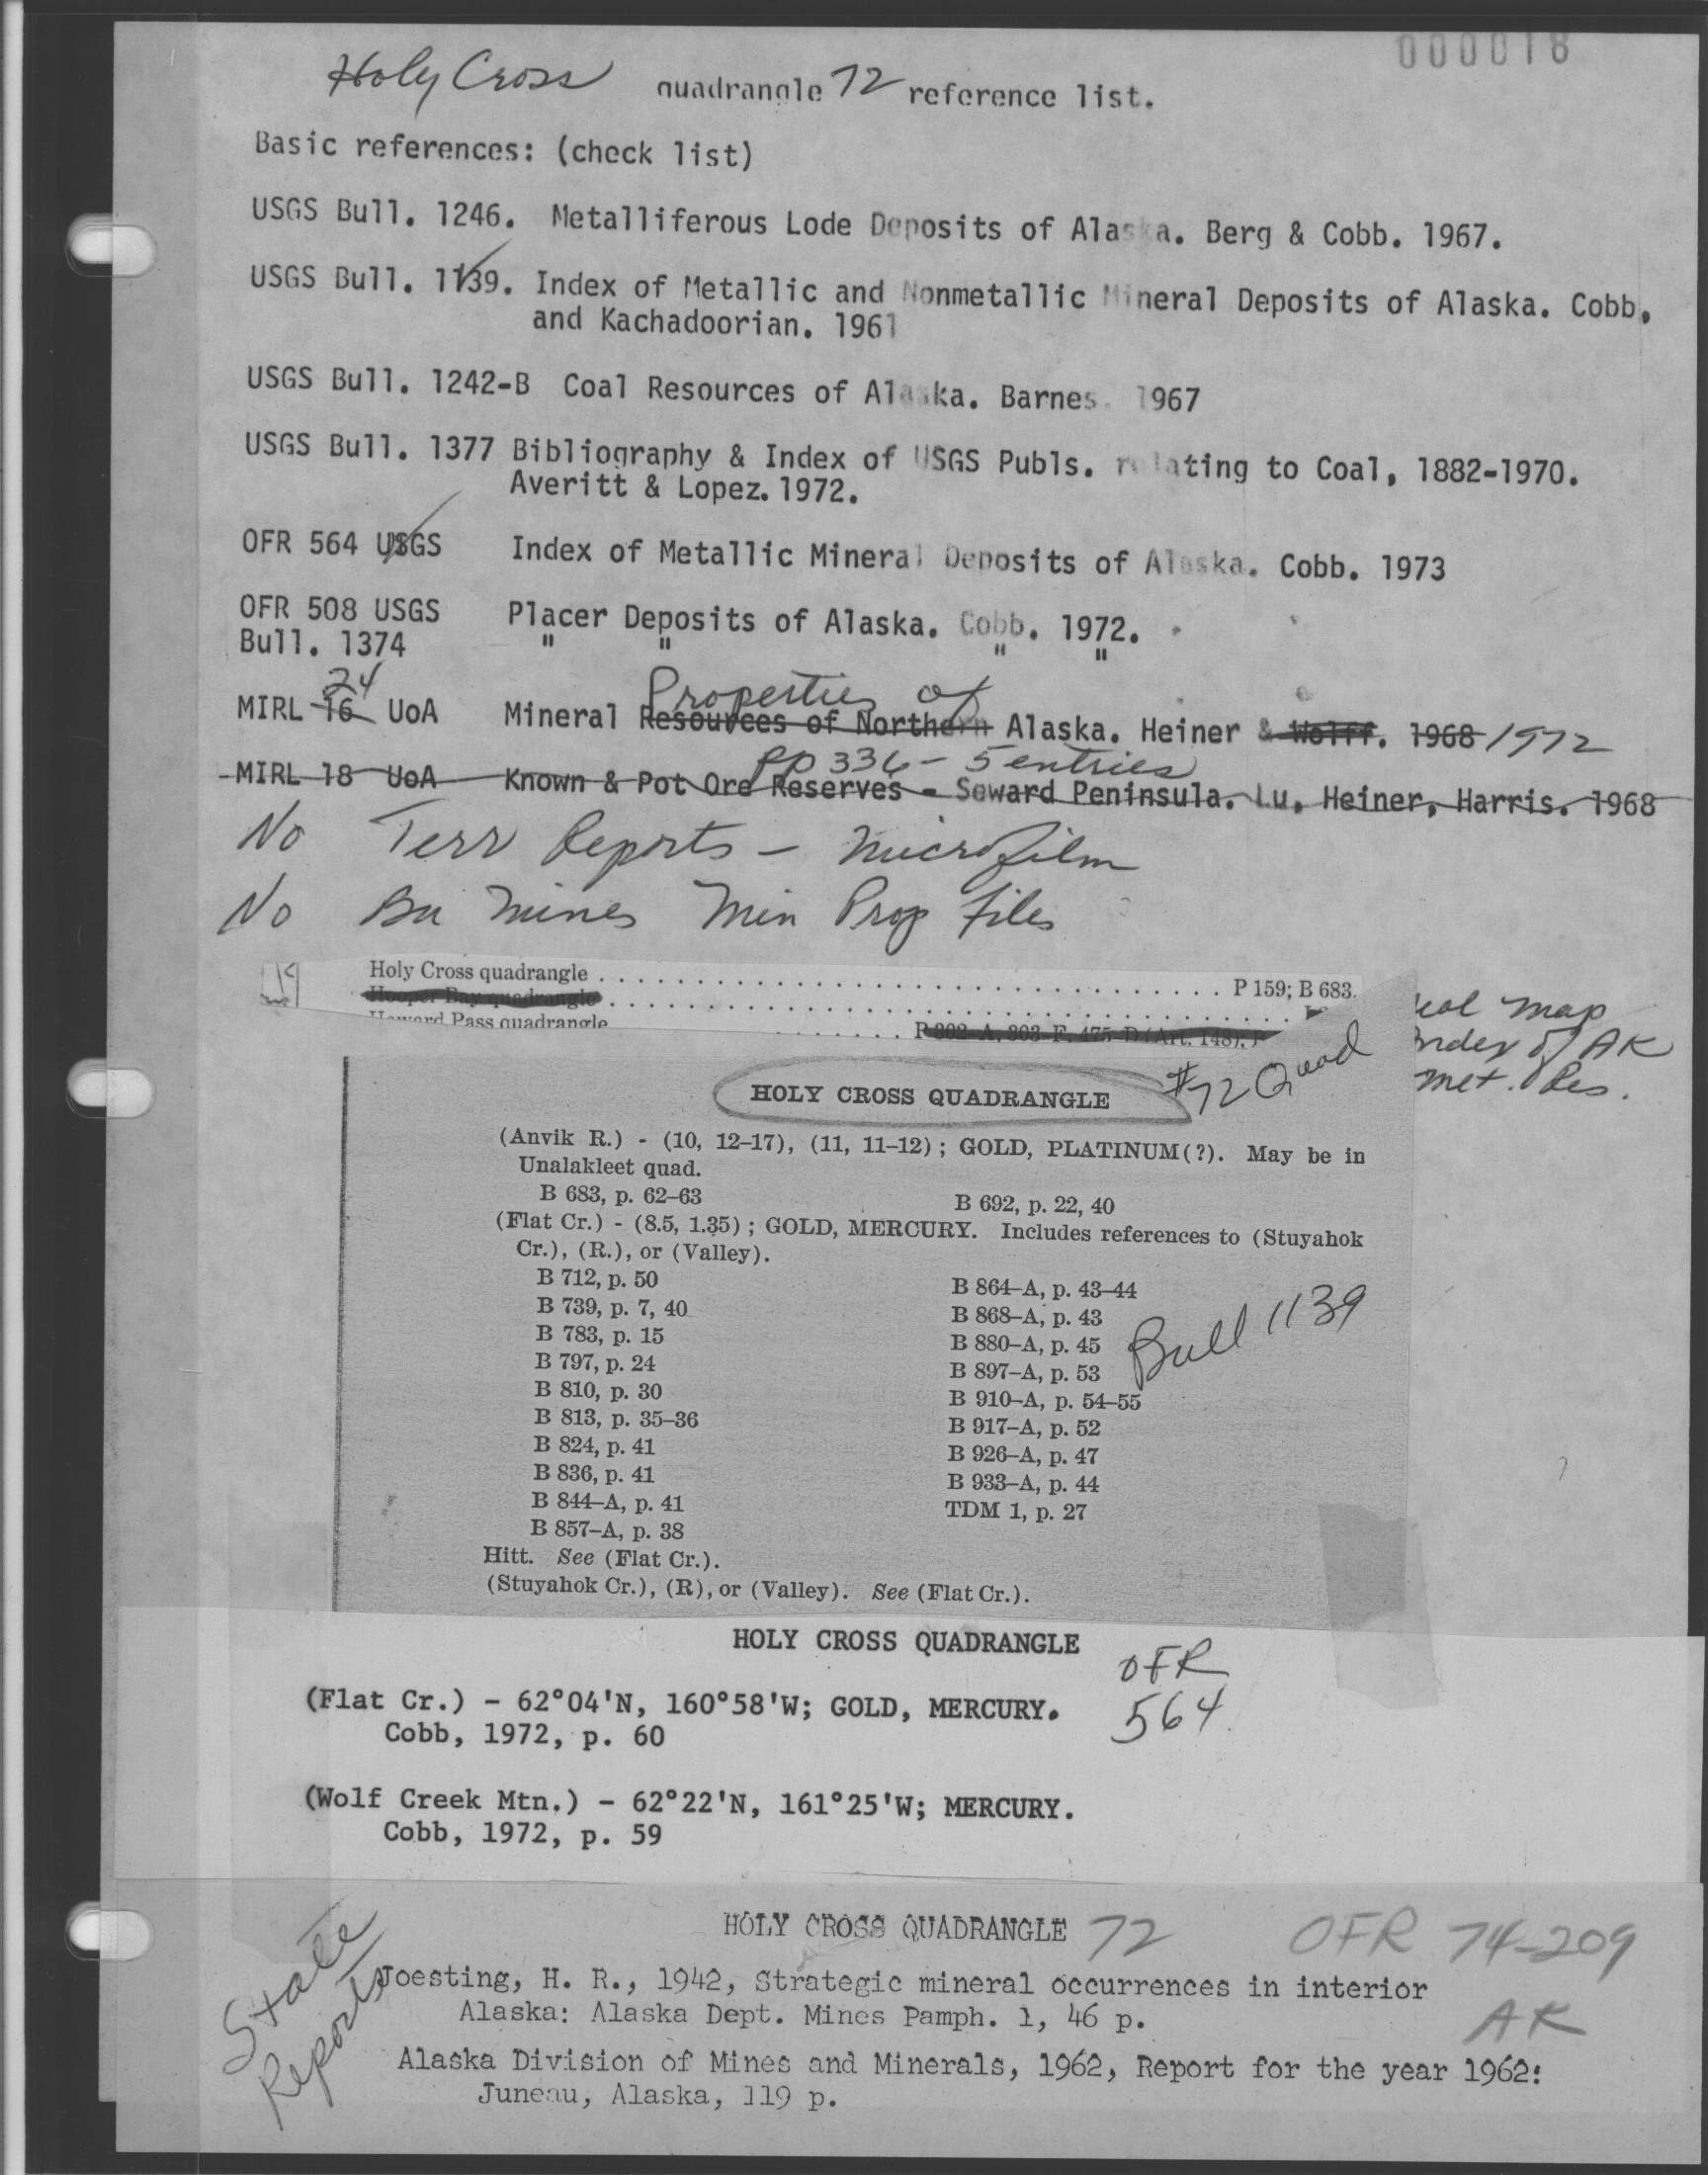 000018
Holy Cross quadrangle 72 reference list.
Basic references: (check list)
USGS Bull. 1246. Metalliferous Lode Deposits of Alaska. Berg & Cobb. 1967.
USGS Bull. 1139. Index of Metallic and Nonmetallic Mineral Deposits of Alaska. Cobb,
and Kachadoorian. 1961
USGS Bull. 1242-B Coal Resources of Alaska. Barnes. 1967
USGS Bull. 1377 Bibliography & Index of USGS Publs. relating to Coal, 1882-1970.
Averitt & Lopez. 1972.
OFR 564 USGS Index of Metallic Mineral Deposits of Alaska. Cobb. 1973
OFR 508 USGS Placer Deposits of Alaska. Cobb. 1972.
Bull. 1374 " " " "
24 Properties of
MIRL 16 UoA Mineral Resources of Northern Alaska. Heiner & Wolff. 1968 1972
pp 336 - 5 entries
MIRL 18 UoA Known & Pot Ore Reserves - Seward Peninsula. Lu, Heiner, Harris. 1968
No Terr Reports - microfilm
No Bu Mines Min Prop Files
Holy Cross quadrangle . . . . . . . . . . . . . . . . . . . . . . . . . . . . P 159; B 683.
Hooper Bay quadrangle . . . . . . . . . . . . . . . . . . . . . . . . . . . .
Howard Pass quadrangle . . . . . . . . . . P 302-A, 303-F, 475-D (Art. 148);
Map
Index of AK
Met. Res.
HOLY CROSS QUADRANGLE #72 Quad
(Anvik R.) - (10, 12–17), (11, 11–12); GOLD, PLATINUM(?). May be in
Unalakleet quad.
B 683, p. 62–63 B 692, p. 22, 40
(Flat Cr.) - (8.5, 1.35); GOLD, MERCURY. Includes references to (Stuyahok
Cr.), (R.), or (Valley).
B 712, p. 50 B 864–A, p. 43–44
B 739, p. 7, 40 B 868–A, p. 43
B 783, p. 15 B 880–A, p. 45
B 797, p. 24 B 897–A, p. 53
B 810, p. 30 B 910–A, p. 54–55
B 813, p. 35–36 B 917–A, p. 52
B 824, p. 41 B 926–A, p. 47
B 836, p. 41 B 933–A, p. 44
B 844–A, p. 41 TDM 1, p. 27
B 857–A, p. 38
Bull 1139
Hitt. See (Flat Cr.).
(Stuyahok Cr.), (R), or (Valley). See (Flat Cr.).
HOLY CROSS QUADRANGLE
OFR
564
(Flat Cr.) - 62°04'N, 160°58'W; GOLD, MERCURY.
Cobb, 1972, p. 60
(Wolf Creek Mtn.) - 62°22'N, 161°25'W; MERCURY.
Cobb, 1972, p. 59
HOLY CROSS QUADRANGLE 72 OFR 74-209
AK
State
Reports
Joesting, H. R., 1942, Strategic mineral occurrences in interior
Alaska: Alaska Dept. Mines Pamph. 1, 46 p.
Alaska Division of Mines and Minerals, 1962, Report for the year 1962:
Juneau, Alaska, 119 p.